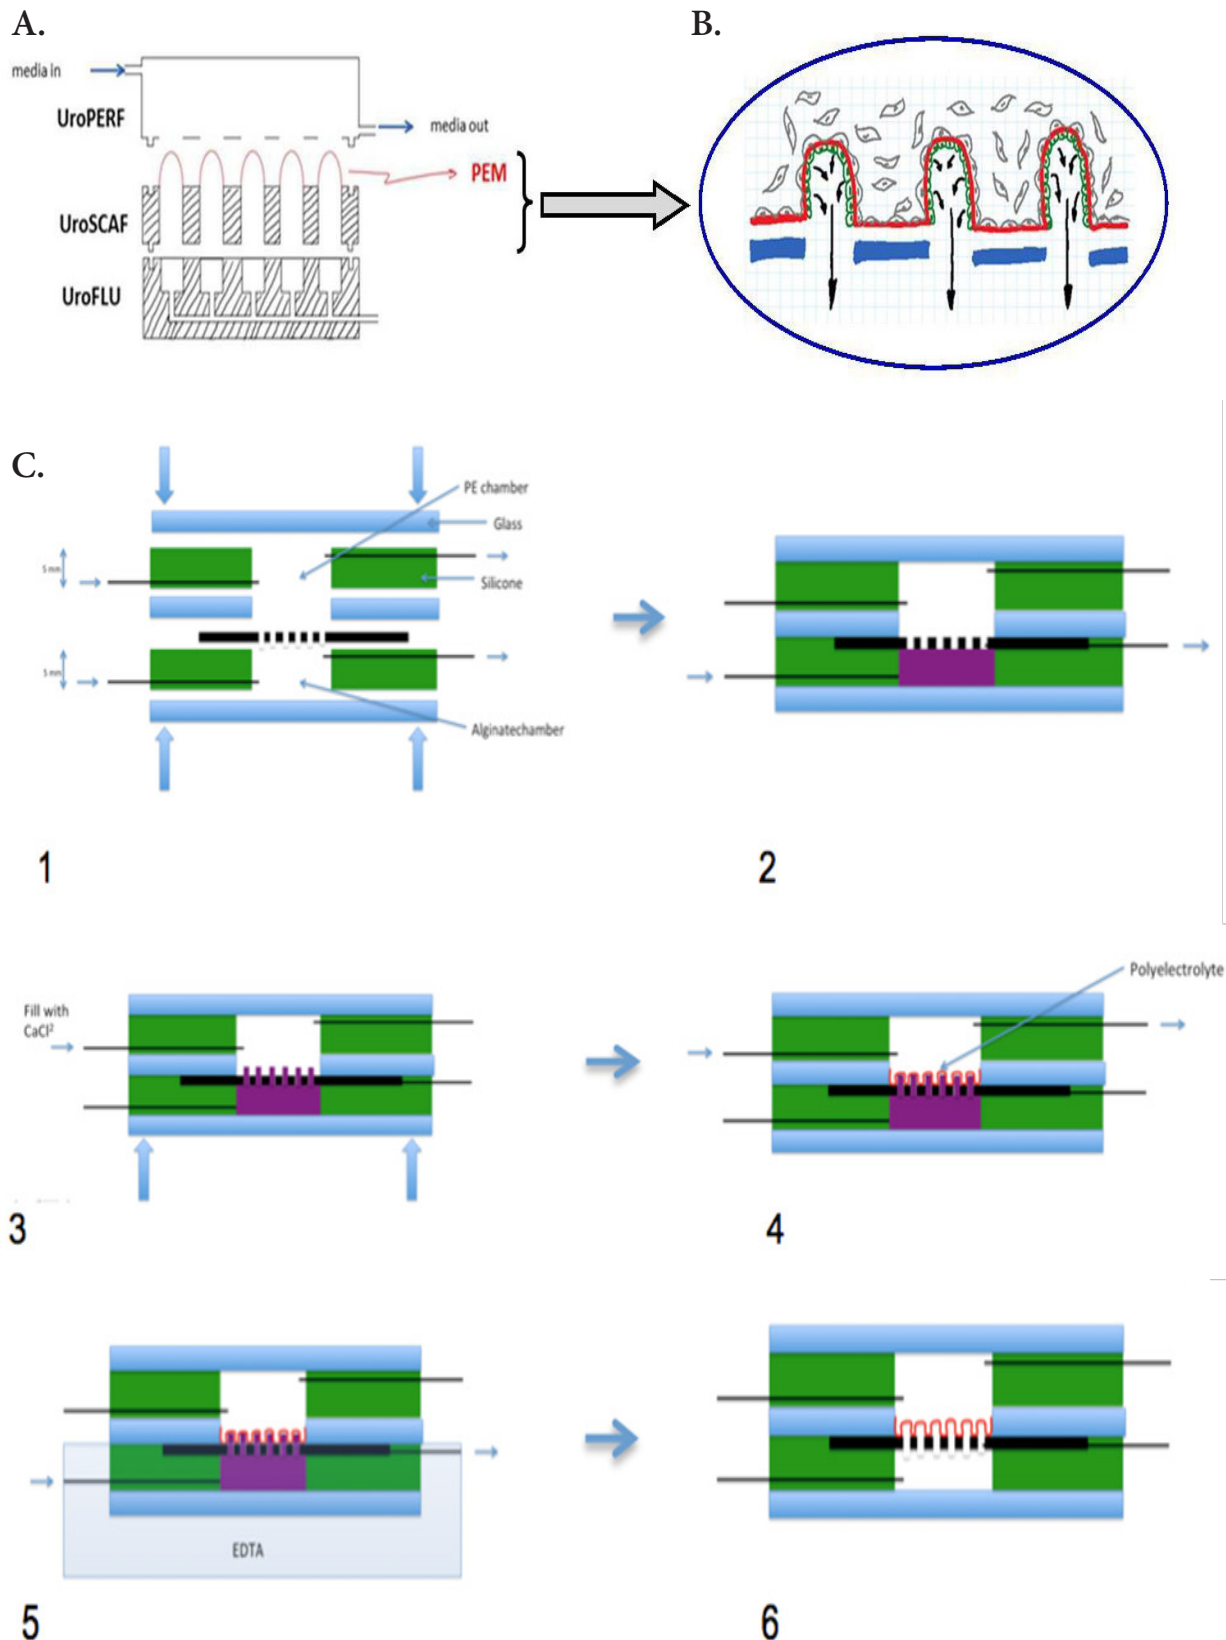 A.
B.
media in
UroPERF
media out
PEM
UroSCAF
UroFLU
C.
PE chamber
Glass
5 mm
Silicone
5 mm
Alginatechamber
1
2
Polyelectrolyte
Fill with
CaCl²
3
4
EDTA
5
6